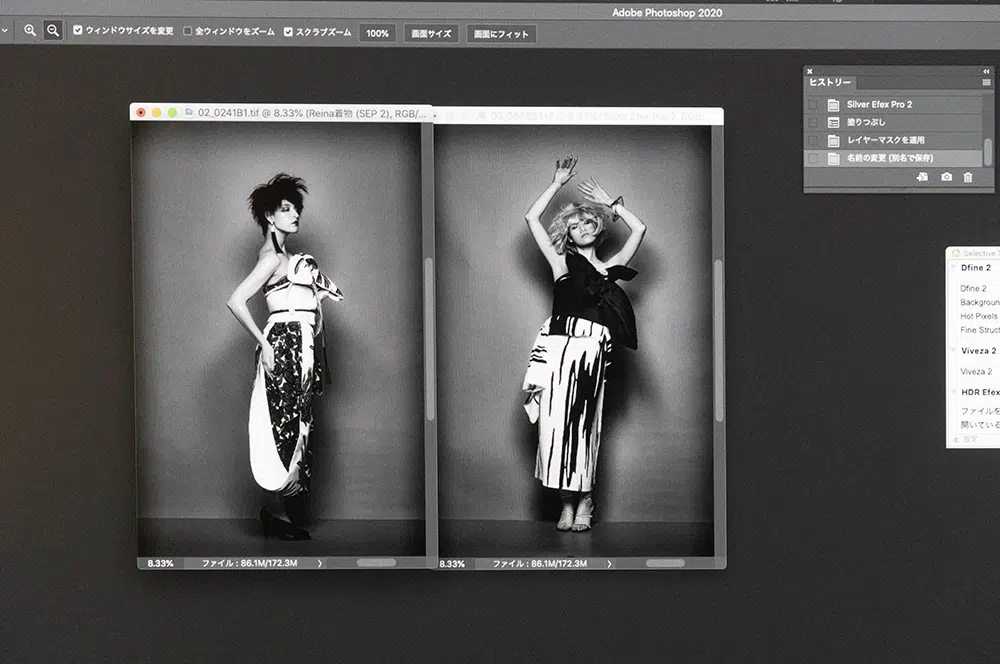 Adobe Photoshop 2020
ウィンドウサイズを変更 全ウィンドウをズーム スクラブズーム 100% 画面サイズ 画面にフィット
ヒストリー
Silver Efex Pro 2
塗りつぶし
レイヤーマスクを適用
名前の変更 (別名で保存)
02_0241B1.tif @ 8.33% (Reina着物 (SEP 2), RGB/...
8.33% ファイル : 86.1M/172.3M
8.33% ファイル : 86.1M/172.3M
Selective
Dfine 2
Dfine 2
Backgroun
Hot Pixels
Fine Struct
Viveza 2
Viveza 2
HDR Efex
ファイルを
開いている
設定